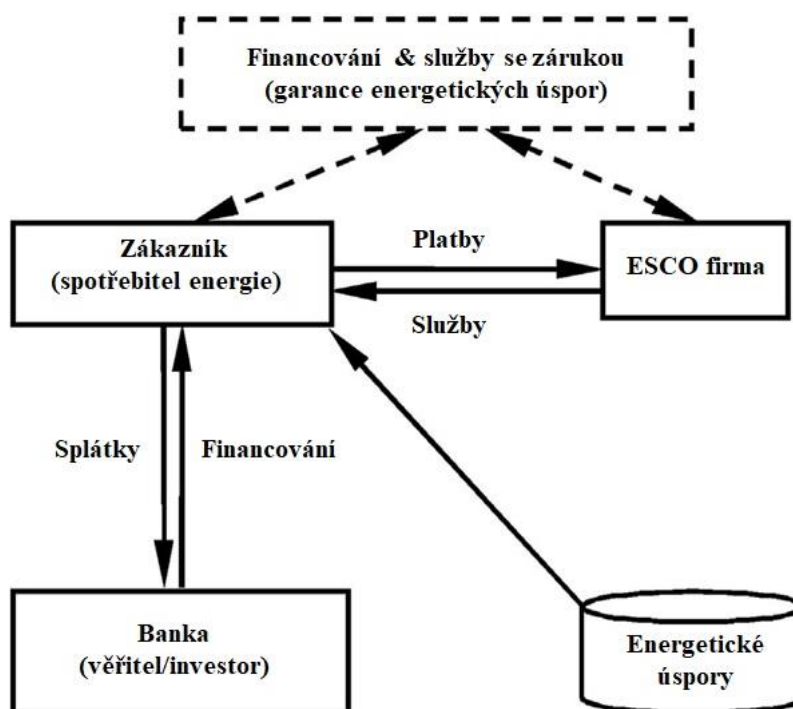 Financování & služby se zárukou
(garance energetických úspor)
Zákazník
(spotřebitel energie)
Platby
ESCO firma
Služby
Splátky
Financování
Banka
(věřitel/investor)
Energetické
úspory